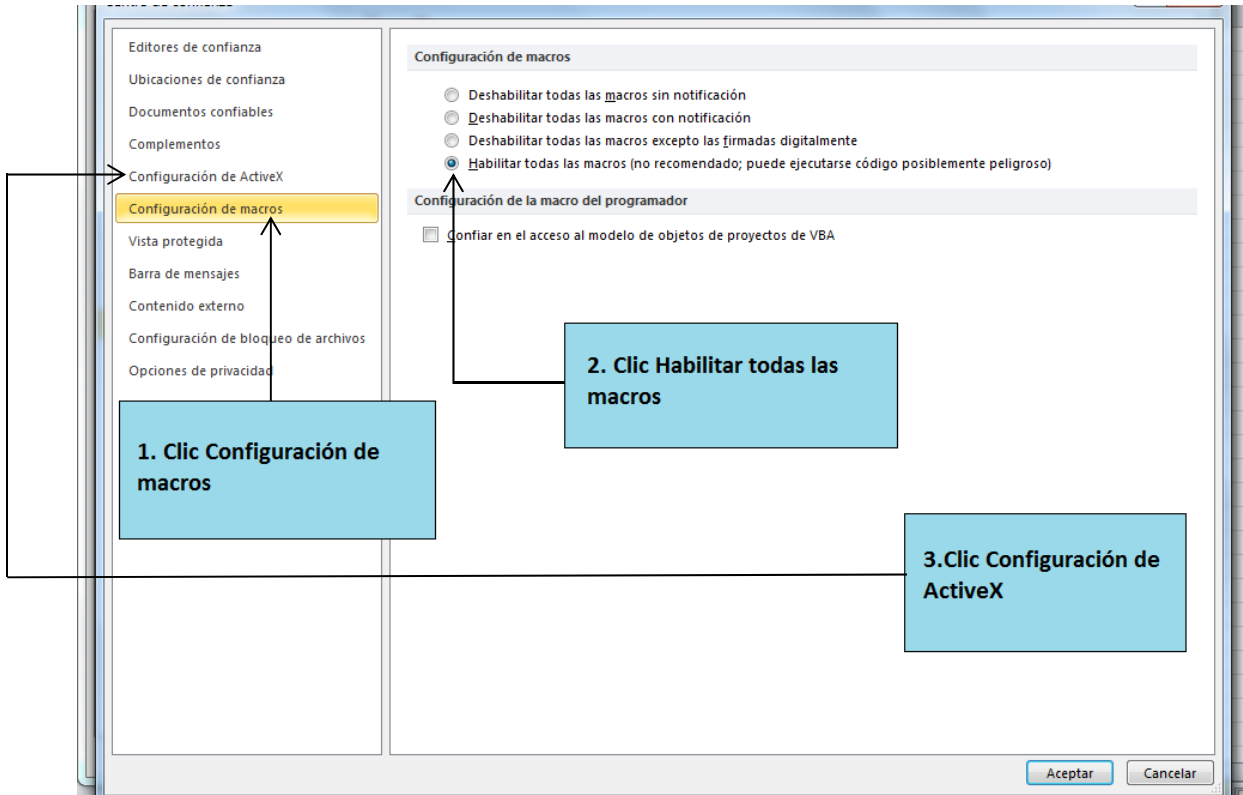 Centro de confianza
Editores de confianza
Ubicaciones de confianza
Documentos confiables
Complementos
Configuración de ActiveX
Configuración de macros
Vista protegida
Barra de mensajes
Contenido externo
Configuración de bloqueo de archivos
Opciones de privacidad
Configuración de macros
Deshabilitar todas las macros sin notificación
Deshabilitar todas las macros con notificación
Deshabilitar todas las macros excepto las firmadas digitalmente
Habilitar todas las macros (no recomendado; puede ejecutarse código posiblemente peligroso)
Configuración de la macro del programador
Confiar en el acceso al modelo de objetos de proyectos de VBA
2. Clic Habilitar todas las
macros
1. Clic Configuración de
macros
3.Clic Configuración de
ActiveX
Aceptar
Cancelar